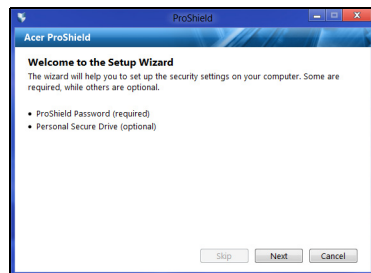 ProShield
Acer ProShield
Welcome to the Setup Wizard
The wizard will help you to set up the security settings on your computer. Some are
required, while others are optional.
• ProShield Password (required)
• Personal Secure Drive (optional)
Skip Next Cancel